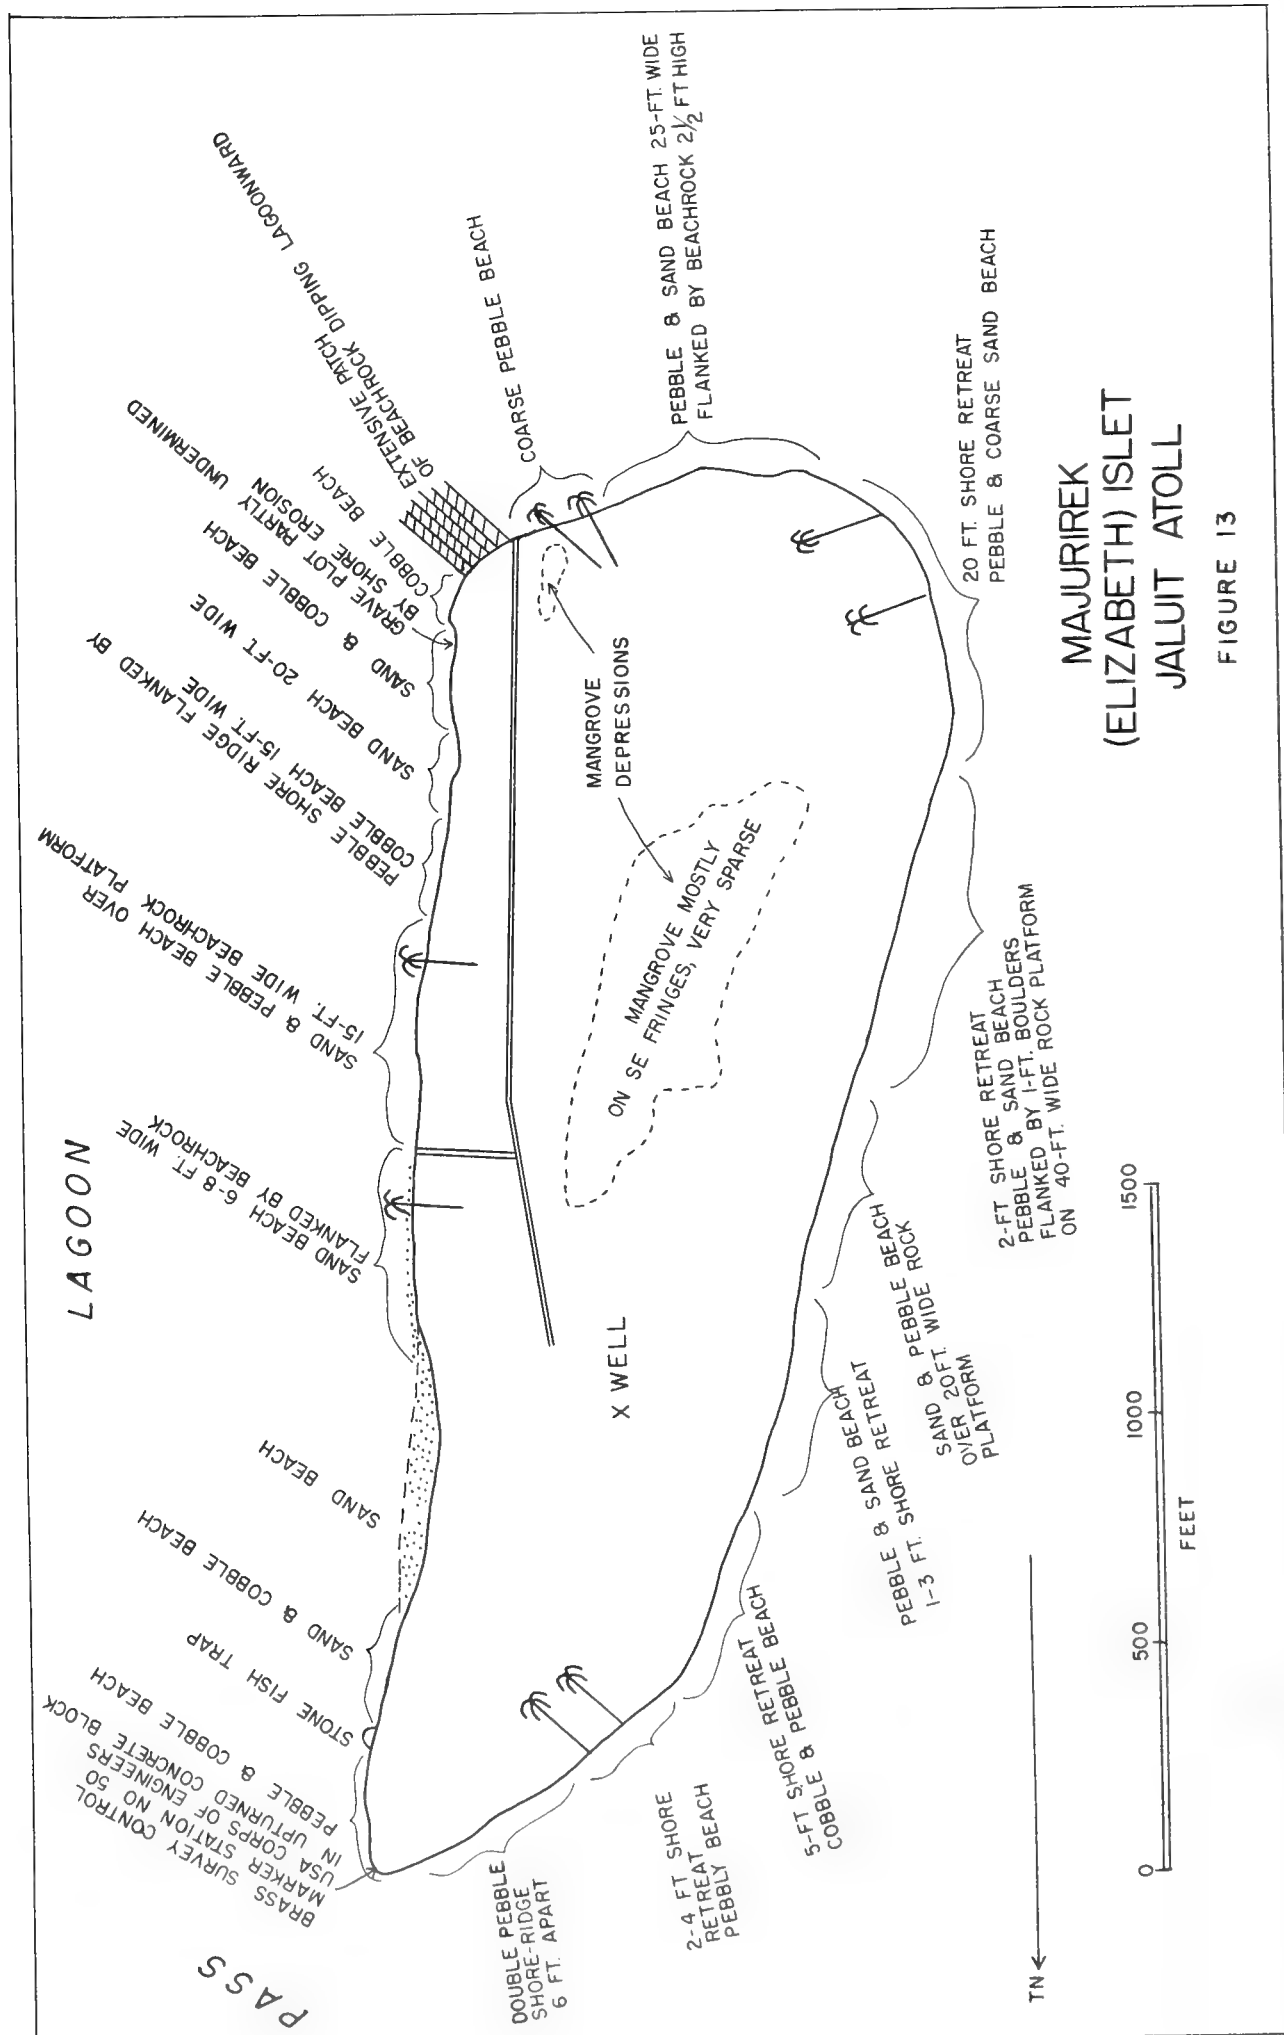 LAGOON
PASS
BRASS SURVEY CONTROL
MARKER STATION NO 50
USA CORPS OF ENGINEERS
IN UPTURNED CONCRETE BLOCK
PEBBLE & COBBLE BEACH
STONE FISH TRAP
SAND & COBBLE BEACH
SAND BEACH
SAND BEACH 6-8 FT. WIDE
FLANKED BY BEACHROCK
SAND & PEBBLE BEACH OVER
15-FT. WIDE BEACHROCK PLATFORM
PEBBLE SHORE RIDGE FLANKED BY
COBBLE BEACH 15-FT. WIDE
SAND BEACH 20-FT WIDE
SAND & COBBLE BEACH
GRAVE PLOT PARTLY UNDERMINED
BY SHORE EROSION
COBBLE BEACH
EXTENSIVE PATCH
OF BEACHROCK DIPPING LAGOONWARD
COARSE PEBBLE BEACH
PEBBLE & SAND BEACH 25-FT. WIDE
FLANKED BY BEACHROCK 2½ FT HIGH
20 FT. SHORE RETREAT
PEBBLE & COARSE SAND BEACH
2-FT SHORE RETREAT
PEBBLE & SAND BEACH
FLANKED BY 1-FT. BOULDERS
ON 40-FT. WIDE ROCK PLATFORM
SAND & PEBBLE BEACH
OVER 20FT. WIDE ROCK
PLATFORM
PEBBLE & SAND BEACH
1-3 FT. SHORE RETREAT
5-FT SHORE RETREAT
COBBLE & PEBBLE BEACH
2-4 FT SHORE
RETREAT
PEBBLY BEACH
DOUBLE PEBBLE
SHORE-RIDGE
6 FT. APART
MANGROVE
DEPRESSIONS
MANGROVE MOSTLY
ON SE FRINGES, VERY SPARSE
X WELL
TN
0
500
1000
1500
FEET
MAJURIREK
(ELIZABETH) ISLET
JALUIT ATOLL
FIGURE 13